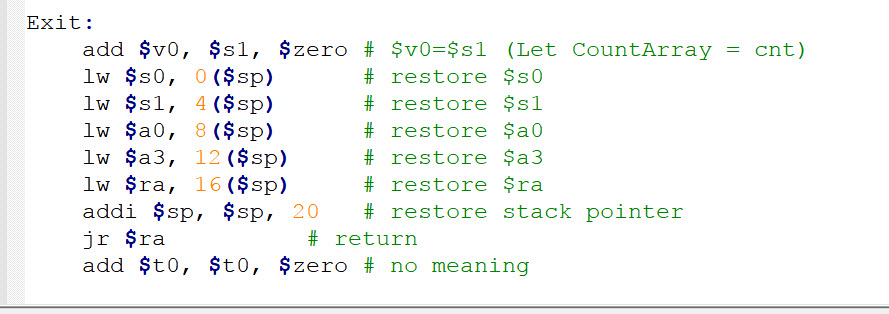 Exit:
add $v0, $s1, $zero # $v0=$s1 (Let CountArray = cnt)
lw $s0, 0($sp) # restore $s0
lw $s1, 4($sp) # restore $s1
lw $a0, 8($sp) # restore $a0
lw $a3, 12($sp) # restore $a3
lw $ra, 16($sp) # restore $ra
addi $sp, $sp, 20 # restore stack pointer
jr $ra # return
add $t0, $t0, $zero # no meaning